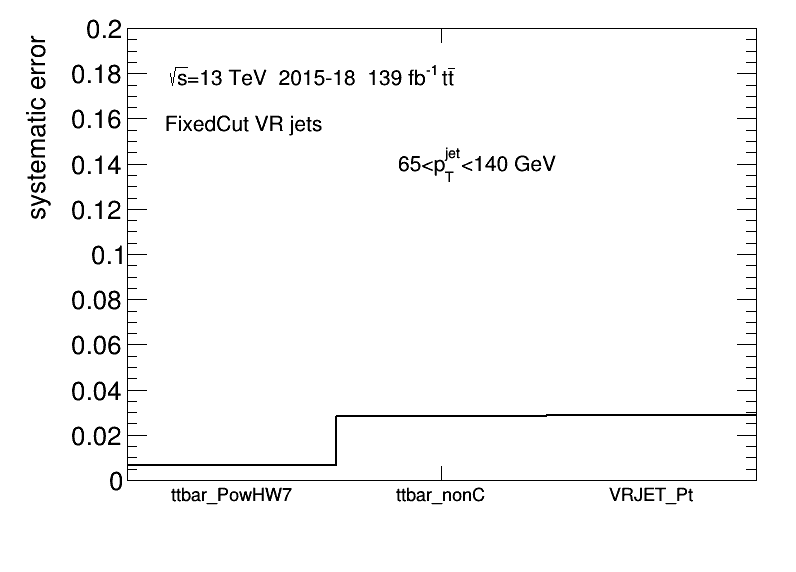 systematic error
0.2
0.18
0.16
0.14
0.12
0.1
0.08
0.06
0.04
0.02
0
√s=13 TeV 2015-18 139 fb⁻¹ tt̄
FixedCut VR jets
65<p_T^jet<140 GeV
ttbar_PowHW7 ttbar_nonC VRJET_Pt